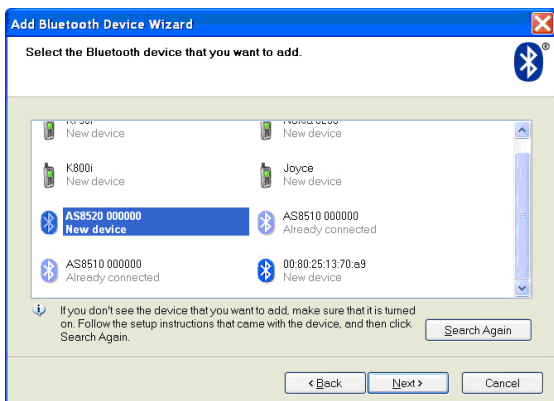 Add Bluetooth Device Wizard
Select the Bluetooth device that you want to add.
New device
New device
K800i
New device
Joyce
New device
AS8520 000000
New device
AS8510 000000
Already connected
AS8510 000000
Already connected
00:80:25:13:70:a9
New device
If you don't see the device that you want to add, make sure that it is turned
on. Follow the setup instructions that came with the device, and then click
Search Again.
Search Again
< Back
Next >
Cancel